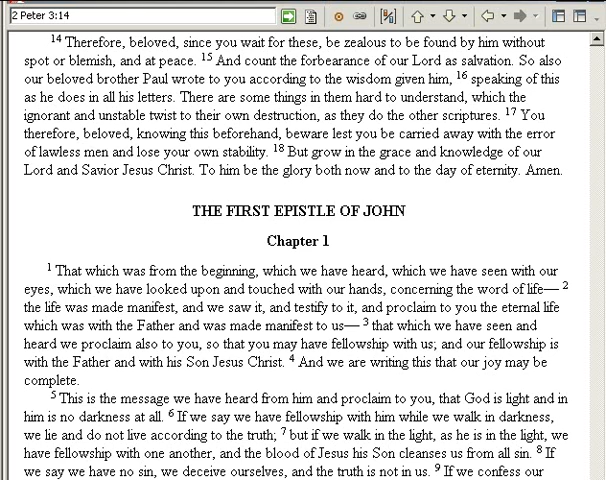 2 Peter 3:14
14 Therefore, beloved, since you wait for these, be zealous to be found by him without
spot or blemish, and at peace. 15 And count the forbearance of our Lord as salvation. So also
our beloved brother Paul wrote to you according to the wisdom given him, 16 speaking of this
as he does in all his letters. There are some things in them hard to understand, which the
ignorant and unstable twist to their own destruction, as they do the other scriptures. 17 You
therefore, beloved, knowing this beforehand, beware lest you be carried away with the error
of lawless men and lose your own stability. 18 But grow in the grace and knowledge of our
Lord and Savior Jesus Christ. To him be the glory both now and to the day of eternity. Amen.
THE FIRST EPISTLE OF JOHN
Chapter 1
1 That which was from the beginning, which we have heard, which we have seen with our
eyes, which we have looked upon and touched with our hands, concerning the word of life— 2
the life was made manifest, and we saw it, and testify to it, and proclaim to you the eternal life
which was with the Father and was made manifest to us— 3 that which we have seen and
heard we proclaim also to you, so that you may have fellowship with us; and our fellowship is
with the Father and with his Son Jesus Christ. 4 And we are writing this that our joy may be
complete.
5 This is the message we have heard from him and proclaim to you, that God is light and in
him is no darkness at all. 6 If we say we have fellowship with him while we walk in darkness,
we lie and do not live according to the truth; 7 but if we walk in the light, as he is in the light, we
have fellowship with one another, and the blood of Jesus his Son cleanses us from all sin. 8 If
we say we have no sin, we deceive ourselves, and the truth is not in us. 9 If we confess our